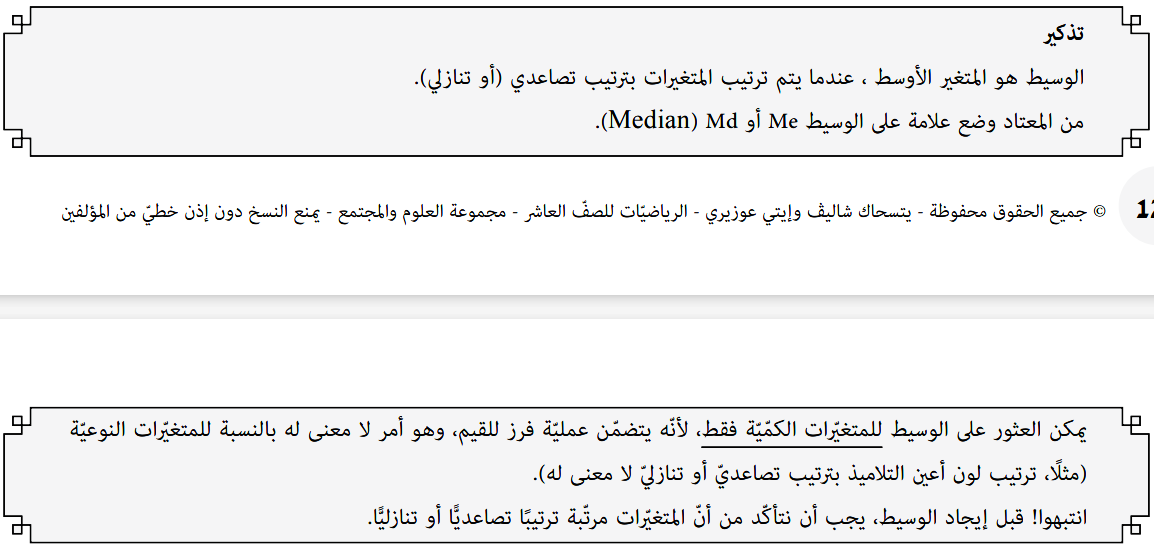 تذكير
الوسيط هو المتغير الأوسط ، عندما يتم ترتيب المتغيرات بترتيب تصاعدي (أو تنازلي).
من المعتاد وضع علامة على الوسيط Me أو Md (Median).
12
© جميع الحقوق محفوظة - يتسحاك شاليڤ وإيتي عوزيري - الرياضيّات للصفّ العاشر - مجموعة العلوم والمجتمع - يمنع النسخ دون إذن خطيّ من المؤلفين
يمكن العثور على الوسيط للمتغيّرات الكمّيّة فقط، لأنّه يتضمّن عمليّة فرز للقيم، وهو أمر لا معنى له بالنسبة للمتغيّرات النوعيّة
(مثلًا، ترتيب لون أعين التلاميذ بترتيب تصاعديّ أو تنازليّ لا معنى له).
انتبهوا! قبل إيجاد الوسيط، يجب أن نتأكّد من أنّ المتغيّرات مرتّبة ترتيبًا تصاعديًّا أو تنازليًّا.